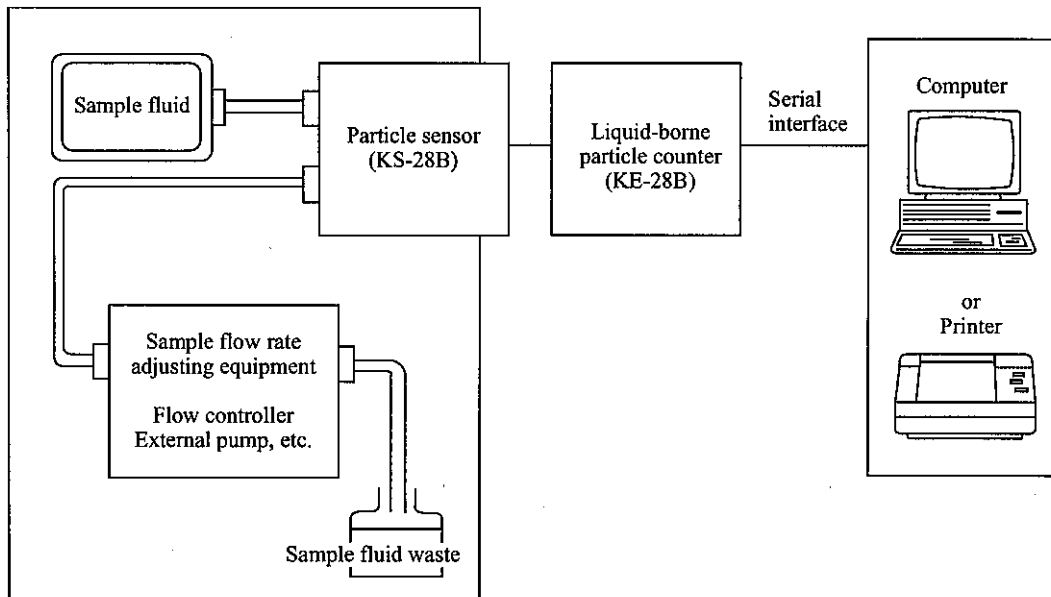 Sample fluid
Particle sensor
(KS-28B)
Liquid-borne
particle counter
(KE-28B)
Serial
interface
Computer
or
Printer
Sample flow rate
adjusting equipment
Flow controller
External pump, etc.
Sample fluid waste